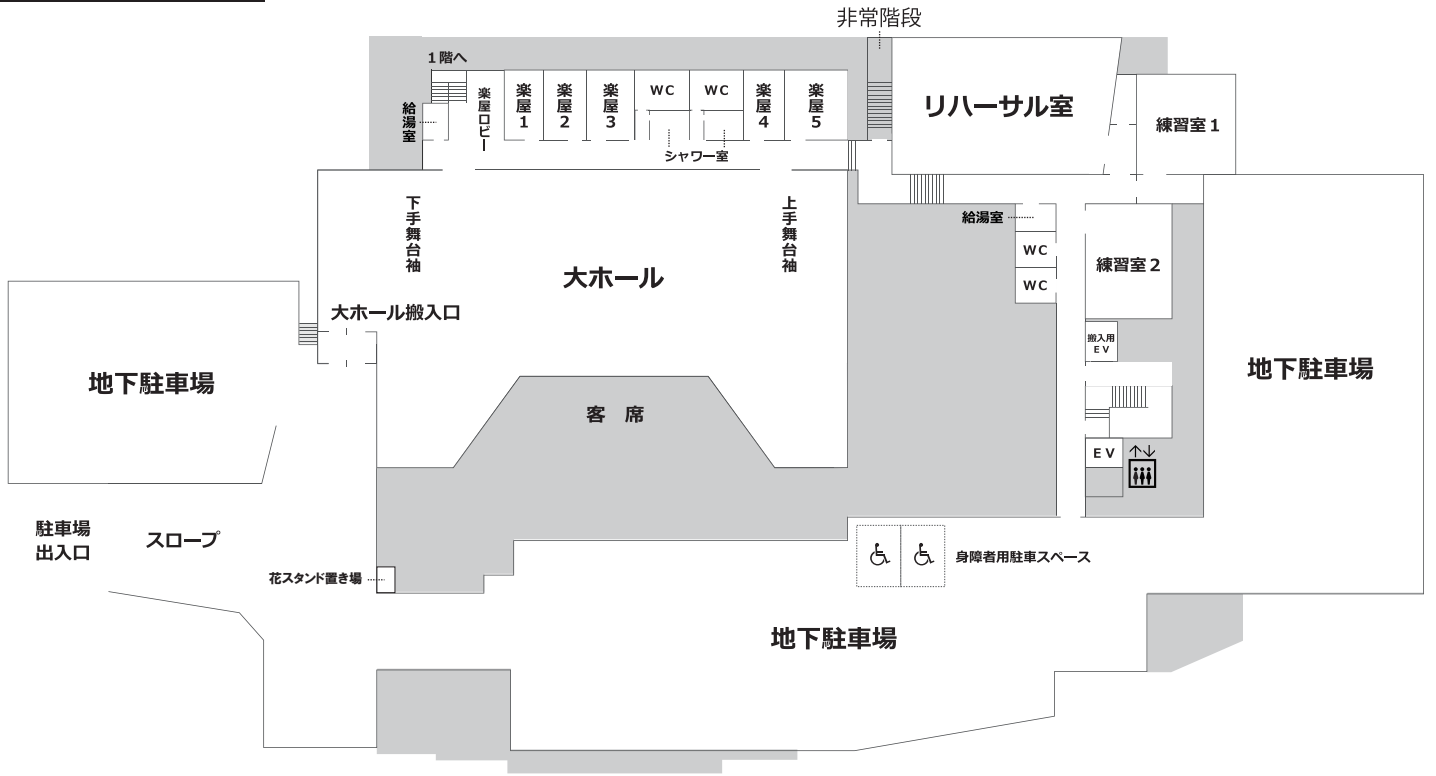 非常階段
1階へ
給湯室
楽屋ロビー
楽屋1
楽屋2
楽屋3
WC
WC
楽屋4
楽屋5
シャワー室
リハーサル室
練習室1
下手舞台袖
上手舞台袖
大ホール
大ホール搬入口
給湯室
WC
WC
練習室2
搬入用
EV
地下駐車場
地下駐車場
客 席
EV
駐車場
出入口
スロープ
花スタンド置き場
身障者用駐車スペース
地下駐車場